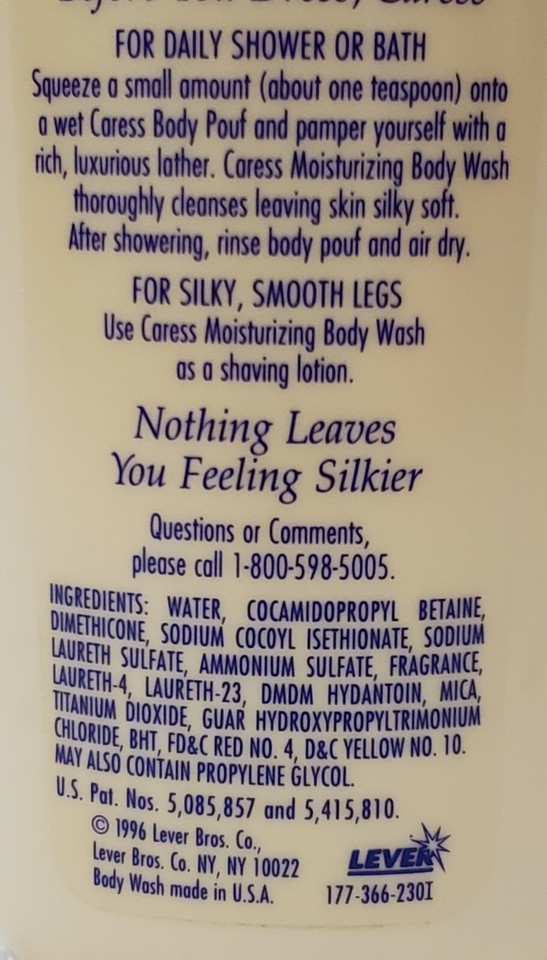 Before You Dress, Caress
FOR DAILY SHOWER OR BATH
Squeeze a small amount (about one teaspoon) onto
a wet Caress Body Pouf and pamper yourself with a
rich, luxurious lather. Caress Moisturizing Body Wash
thoroughly cleanses leaving skin silky soft.
After showering, rinse body pouf and air dry.
FOR SILKY, SMOOTH LEGS
Use Caress Moisturizing Body Wash
as a shaving lotion.
Nothing Leaves
You Feeling Silkier
Questions or Comments,
please call 1-800-598-5005.
INGREDIENTS: WATER, COCAMIDOPROPYL BETAINE,
DIMETHICONE, SODIUM COCOYL ISETHIONATE, SODIUM
LAURETH SULFATE, AMMONIUM SULFATE, FRAGRANCE,
LAURETH-4, LAURETH-23, DMDM HYDANTOIN, MICA,
TITANIUM DIOXIDE, GUAR HYDROXYPROPYLTRIMONIUM
CHLORIDE, BHT, FD&C RED NO. 4, D&C YELLOW NO. 10.
MAY ALSO CONTAIN PROPYLENE GLYCOL.
U.S. Pat. Nos. 5,085,857 and 5,415,810.
© 1996 Lever Bros. Co.,
Lever Bros. Co. NY, NY 10022
Body Wash made in U.S.A.
LEVER
177-366-230I